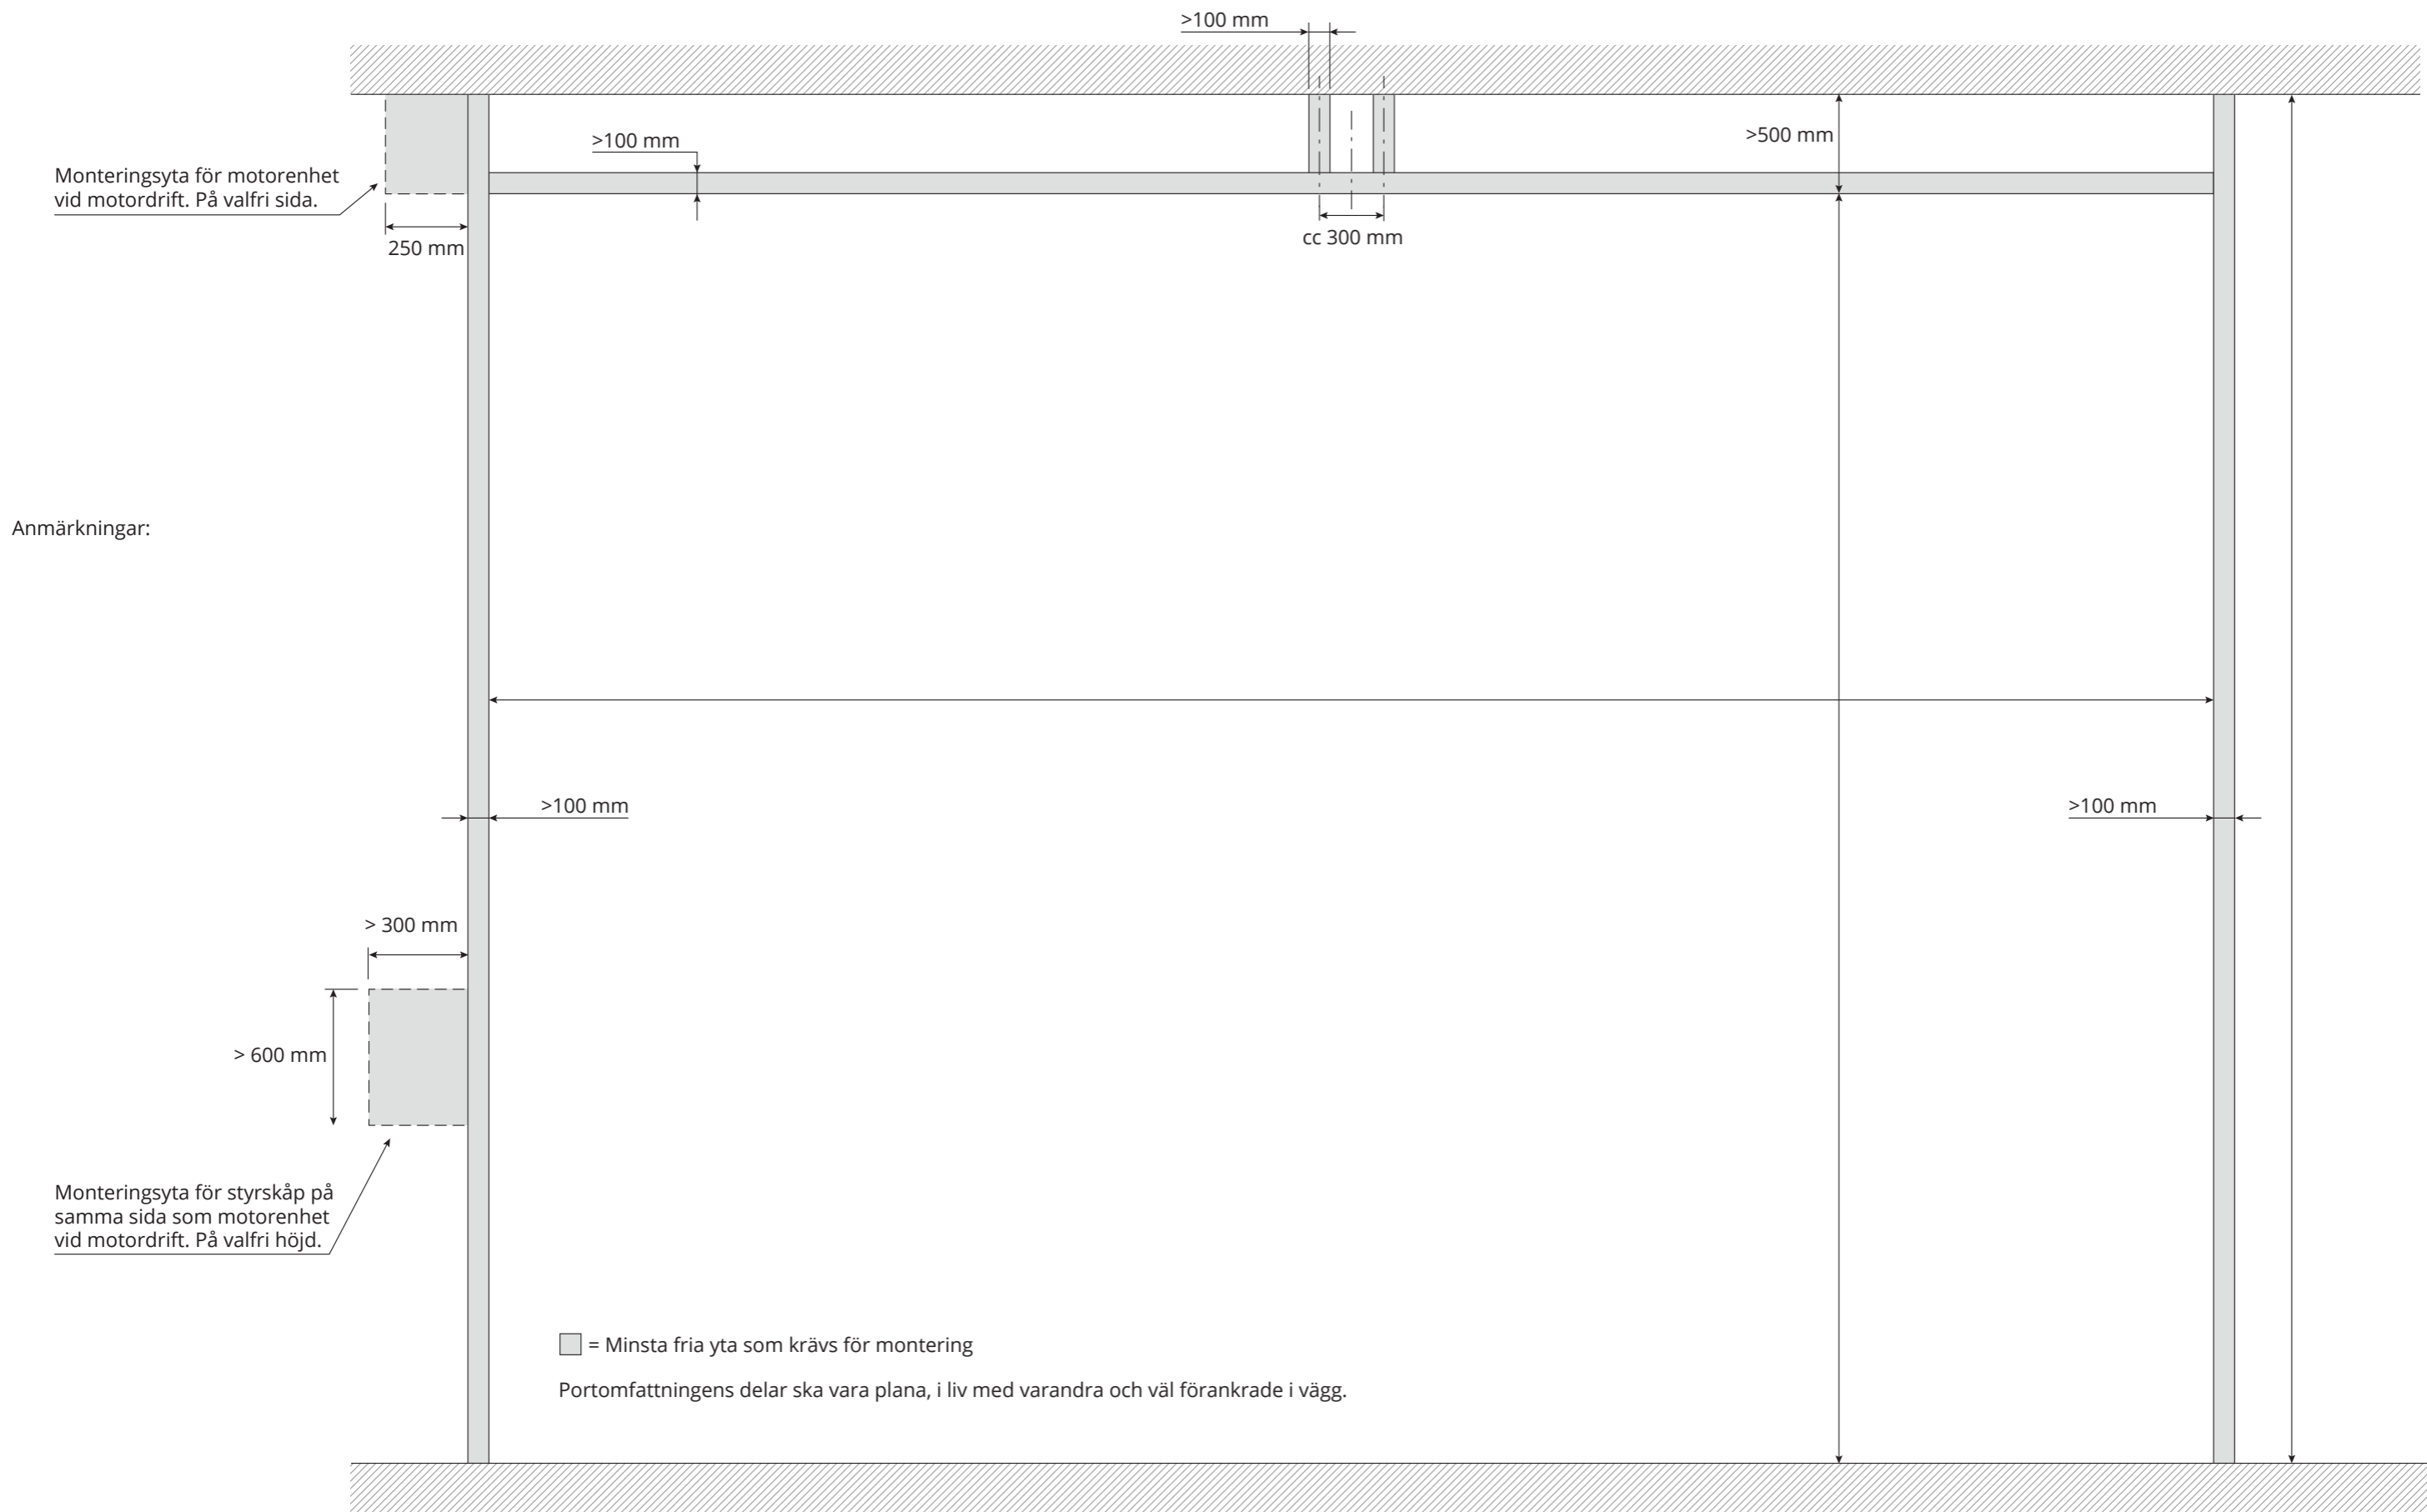 >100 mm
>100 mm
>500 mm
Monteringsyta för motorenhet
vid motordrift. På valfri sida.
250 mm
cc 300 mm
Anmärkningar:
>100 mm
>100 mm
> 300 mm
> 600 mm
Monteringsyta för styrskåp på
samma sida som motorenhet
vid motordrift. På valfri höjd.
= Minsta fria yta som krävs för montering
Portomfattningens delar ska vara plana, i liv med varandra och väl förankrade i vägg.